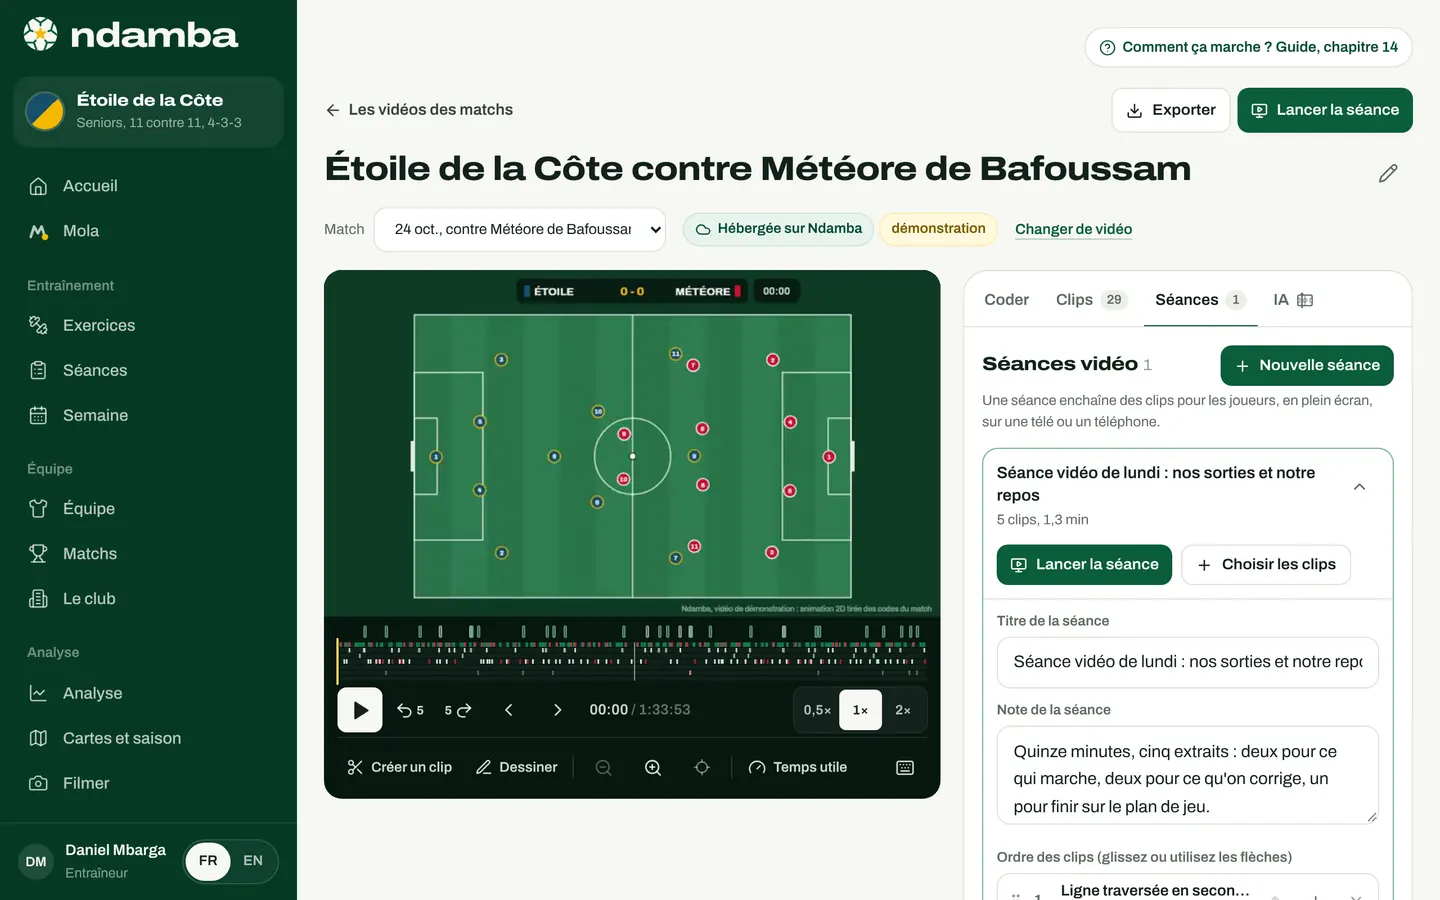 ndamba
Étoile de la Côte
Seniors, 11 contre 11, 4-3-3
Accueil
Mola
Entraînement
Exercices
Séances
Semaine
Équipe
Équipe
Matchs
Le club
Analyse
Analyse
Cartes et saison
Filmer
DM
Daniel Mbarga
Entraîneur
FR EN
Comment ça marche ? Guide, chapitre 14
Les vidéos des matchs
Exporter
Lancer la séance
Étoile de la Côte contre Météore de Bafoussam
Match
24 oct., contre Météore de Bafoussar
Hébergée sur Ndamba
démonstration
Changer de vidéo
ÉTOILE 0 - 0 MÉTÉORE 00:00
Ndamba, vidéo de démonstration : animation 2D tirée des codes du match
5 5 00:00 / 1:33:53 0,5× 1× 2×
Créer un clip
Dessiner
Temps utile
Coder
Clips 29
Séances 1
IA
Séances vidéo 1
Nouvelle séance
Une séance enchaîne des clips pour les joueurs, en plein écran,
sur une télé ou un téléphone.
Séance vidéo de lundi : nos sorties et notre
repos
5 clips, 1,3 min
Lancer la séance
Choisir les clips
Titre de la séance
Séance vidéo de lundi : nos sorties et notre repo
Note de la séance
Quinze minutes, cinq extraits : deux pour ce
qui marche, deux pour ce qu'on corrige, un
pour finir sur le plan de jeu.
Ordre des clips (glissez ou utilisez les flèches)
1 Ligne traversée en secon...